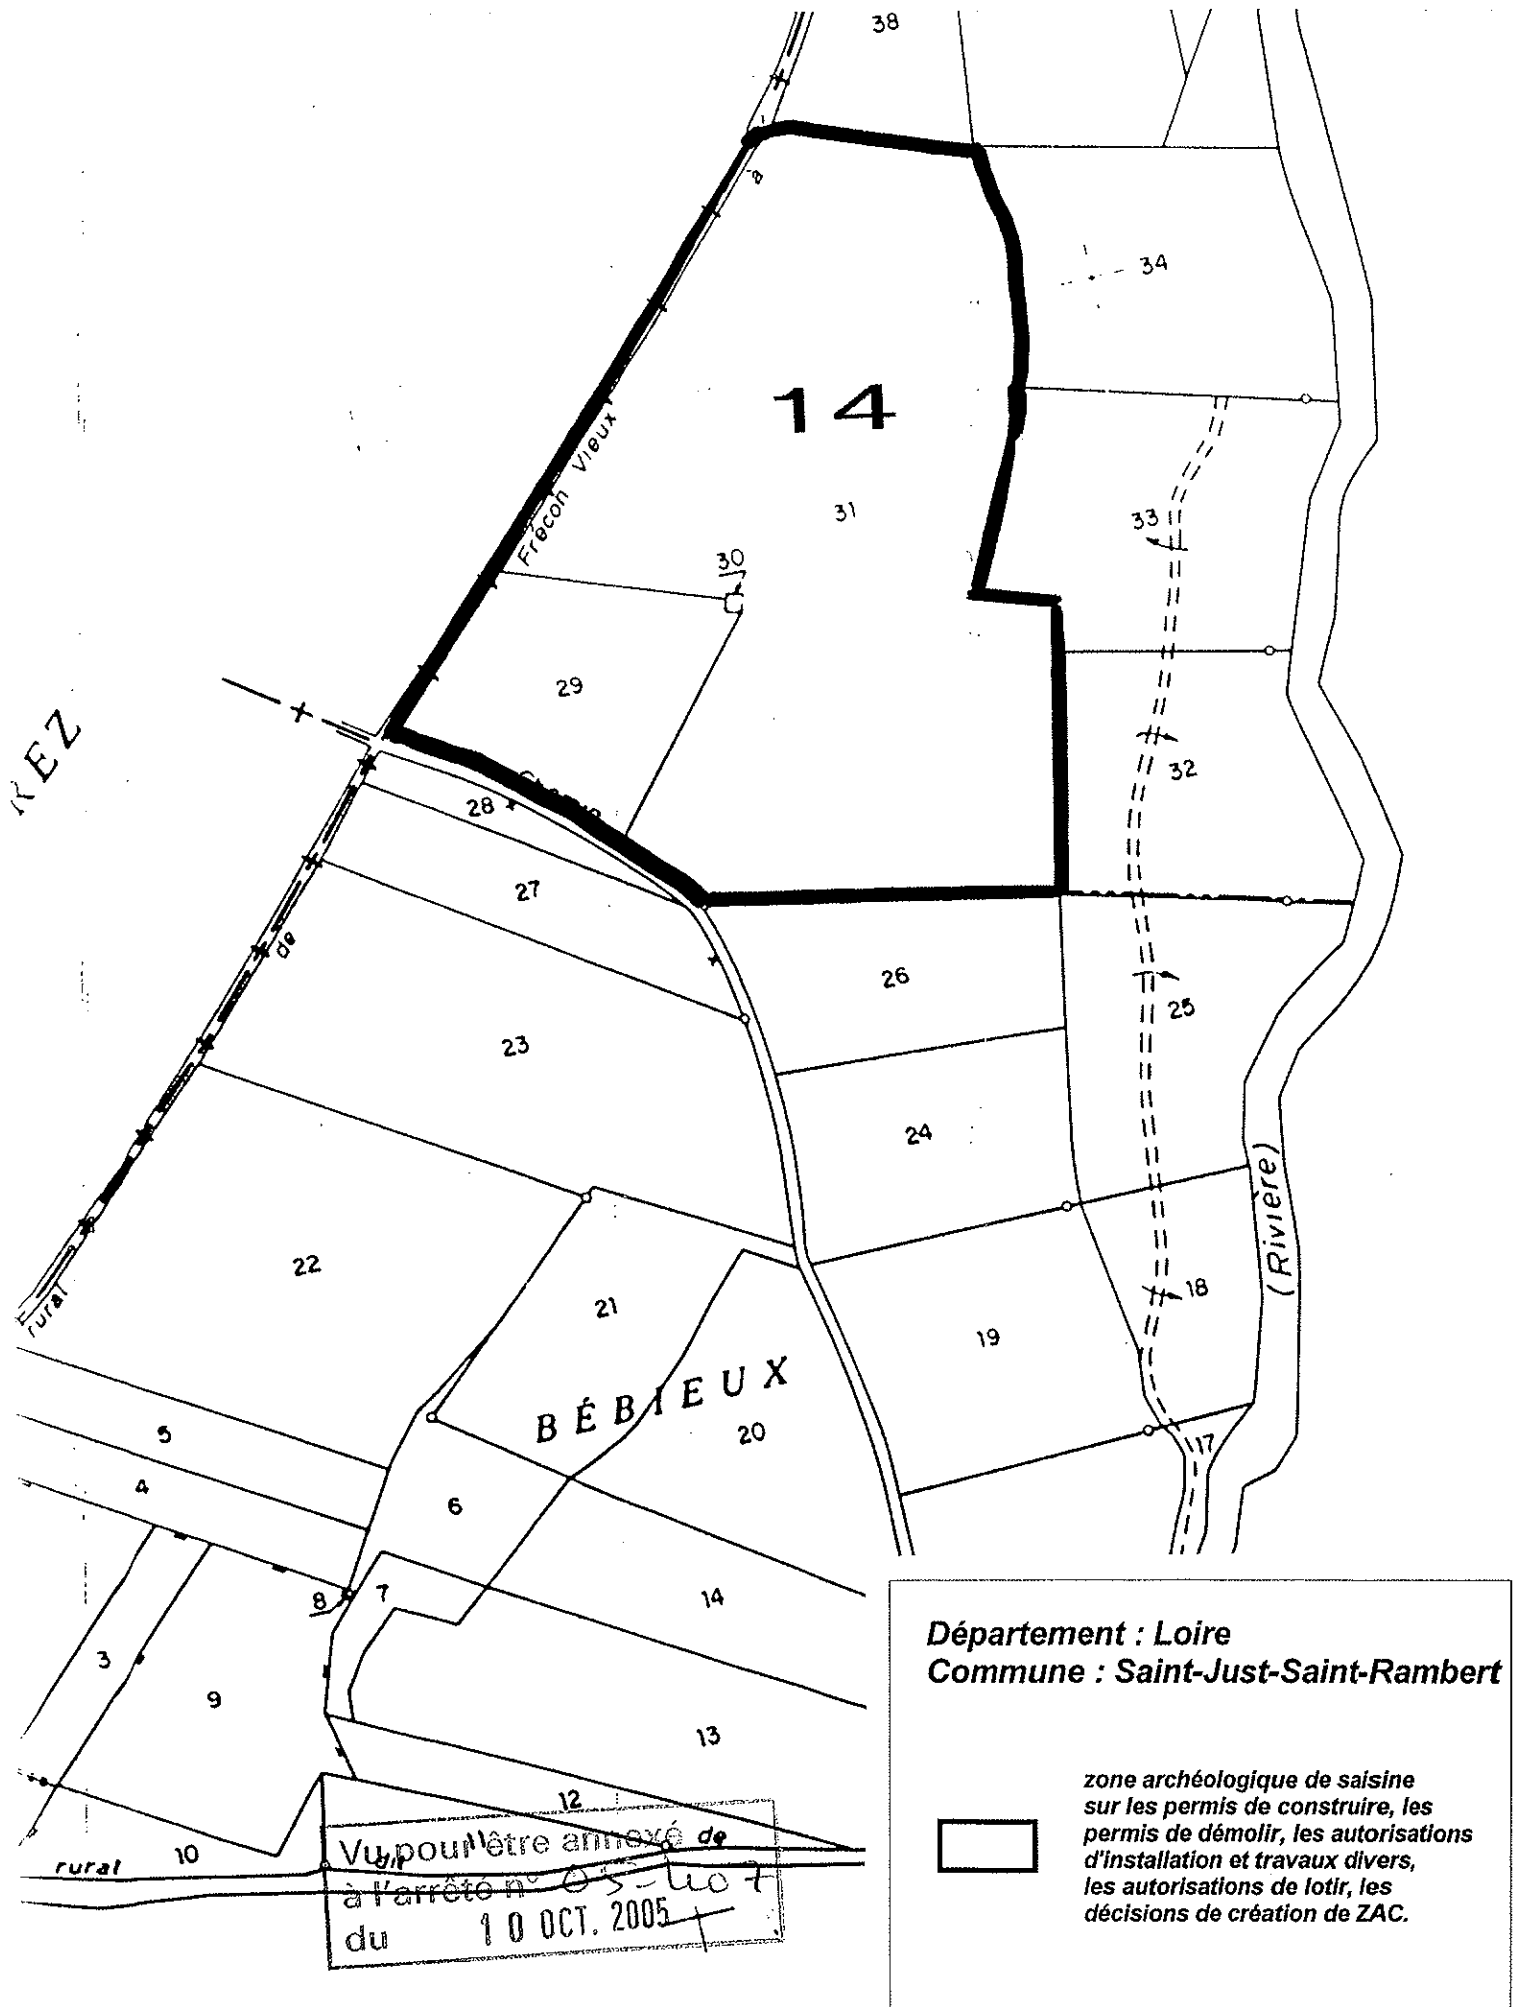 38
à
34
14
Frécon Vieux
31
33
30
29
REZ
32
28
27
de
26
25
23
24
(Rivière)
22
18
21
rural
19
BÉBIEUX
20
5
17
4
6
8
7
14
3
9
13
12
10
rural
dit
de
Vu pour être annexé
à l'arrêté n° 05-407
du 10 OCT. 2005
Département : Loire
Commune : Saint-Just-Saint-Rambert
zone archéologique de saisine
sur les permis de construire, les
permis de démolir, les autorisations
d'installation et travaux divers,
les autorisations de lotir, les
décisions de création de ZAC.